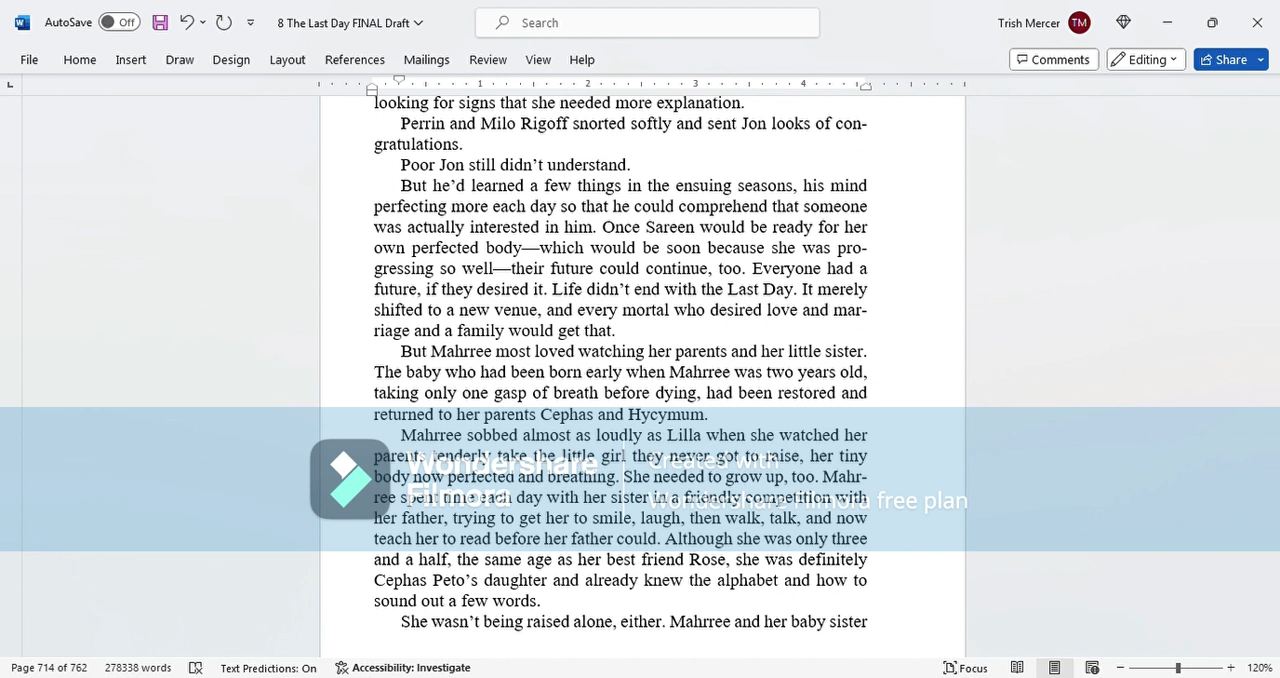 AutoSave Off 8 The Last Day FINAL Draft Search Trish Mercer TM
File Home Insert Draw Design Layout References Mailings Review View Help Comments Editing Share
1 2 3 4
looking for signs that she needed more explanation.
Perrin and Milo Rigoff snorted softly and sent Jon looks of con-
gratulations.
Poor Jon still didn’t understand.
But he’d learned a few things in the ensuing seasons, his mind
perfecting more each day so that he could comprehend that someone
was actually interested in him. Once Sareen would be ready for her
own perfected body—which would be soon because she was pro-
gressing so well—their future could continue, too. Everyone had a
future, if they desired it. Life didn’t end with the Last Day. It merely
shifted to a new venue, and every mortal who desired love and mar-
riage and a family would get that.
But Mahrree most loved watching her parents and her little sister.
The baby who had been born early when Mahrree was two years old,
taking only one gasp of breath before dying, had been restored and
returned to her parents Cephas and Hycymum.
Mahrree sobbed almost as loudly as Lilla when she watched her
parents tenderly take the little girl they never got to raise, her tiny
body now perfected and breathing. She needed to grow up, too. Mahr-
ree spent time each day with her sister in a friendly competition with
her father, trying to get her to smile, laugh, then walk, talk, and now
teach her to read before her father could. Although she was only three
and a half, the same age as her best friend Rose, she was definitely
Cephas Peto’s daughter and already knew the alphabet and how to
sound out a few words.
She wasn’t being raised alone, either. Mahrree and her baby sister
Wondershare
Filmora
Created with
Wondershare Filmora free plan
Page 714 of 762 278338 words Text Predictions: On Accessibility: Investigate Focus 120%